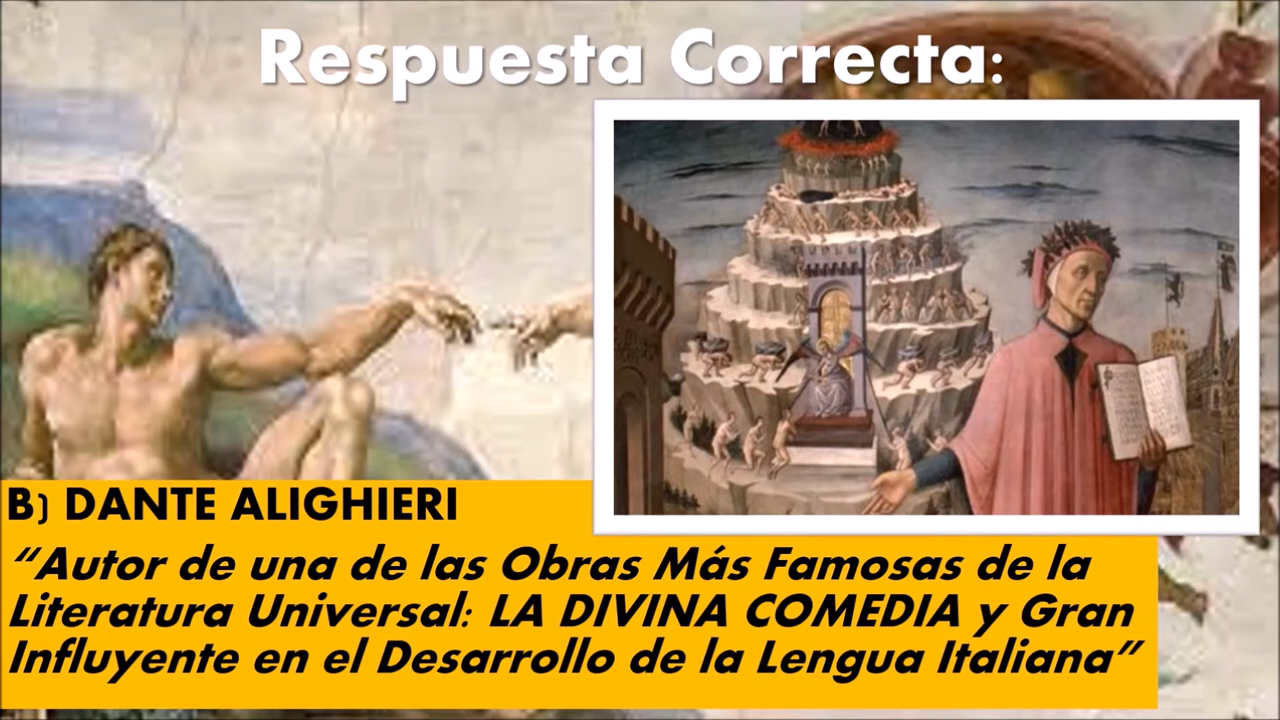 Respuesta Correcta:
B) DANTE ALIGHIERI
“Autor de una de las Obras Más Famosas de la
Literatura Universal: LA DIVINA COMEDIA y Gran
Influyente en el Desarrollo de la Lengua Italiana”